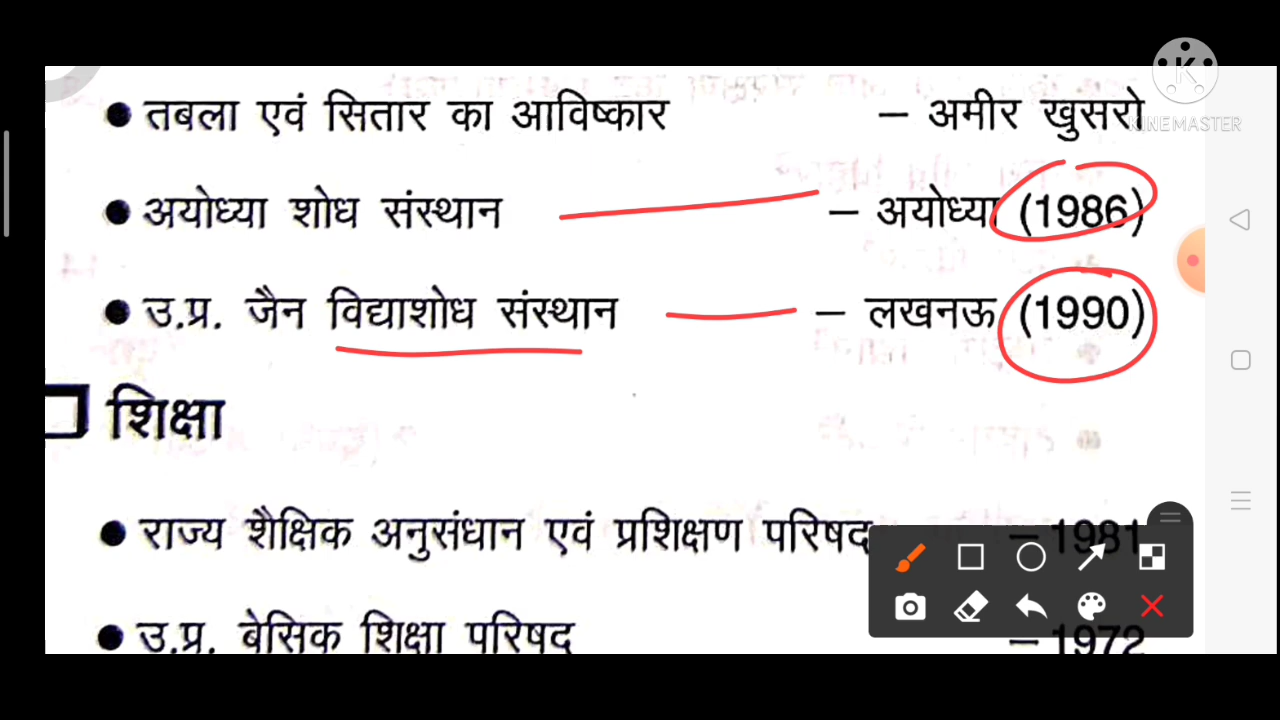 ● तबला एवं सितार का आविष्कार – अमीर खुसरो
KINEMASTER
● अयोध्या शोध संस्थान – अयोध्या (1986)
● उ.प्र. जैन विद्याशोध संस्थान – लखनऊ (1990)
शिक्षा
● राज्य शैक्षिक अनुसंधान एवं प्रशिक्षण परिषद – 1981
● उ.प्र. बेसिक शिक्षा परिषद – 1972